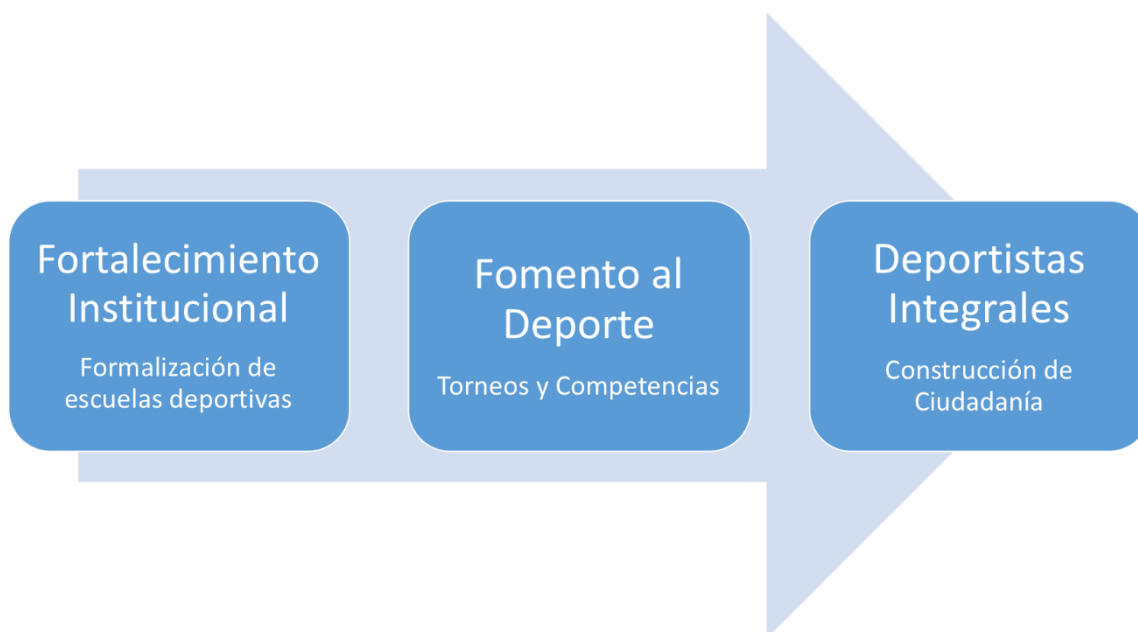 Fortalecimiento
Institucional
Formalización de
escuelas deportivas
Fomento al
Deporte
Torneos y Competencias
Deportistas
Integrales
Construcción de
Ciudadanía